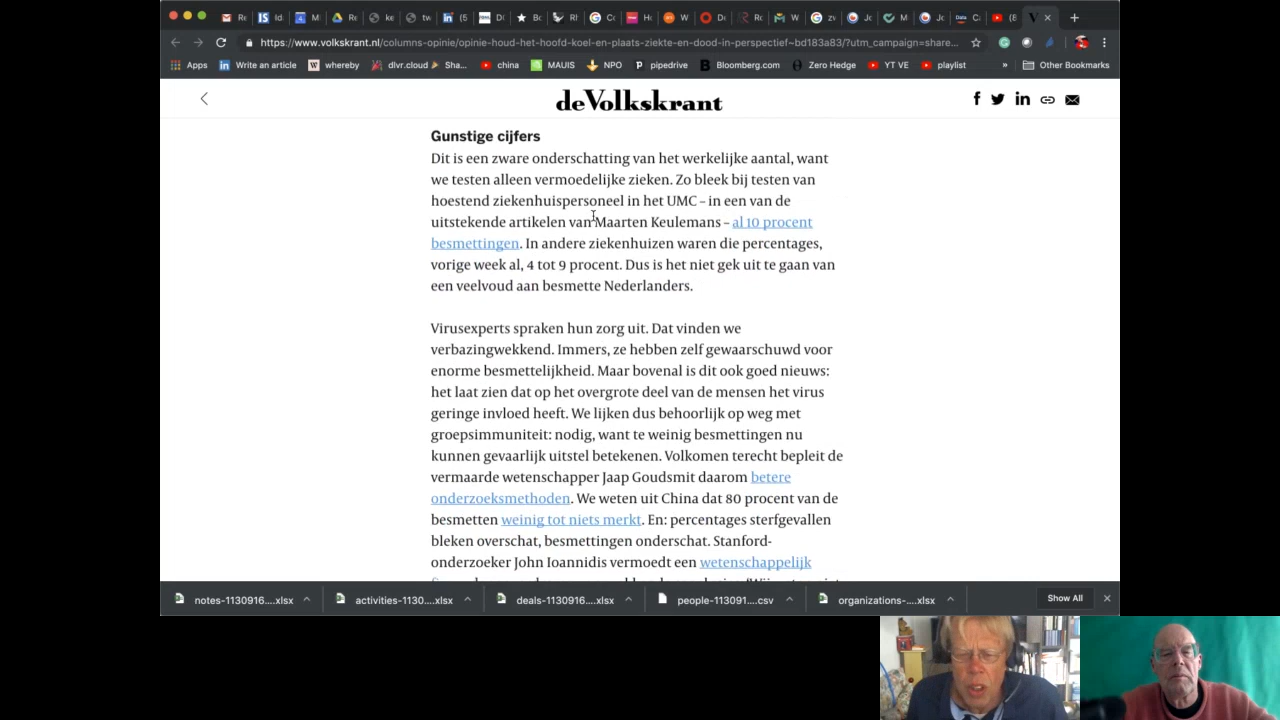 https://www.volkskrant.nl/columns-opinie/opinie-houd-het-hoofd-koel-en-plaats-ziekte-en-dood-in-perspectief~bd183a83/?utm_campaign=share...
Apps Write an article whereby dlvr.cloud Sha... china MAUIS NPO pipedrive Bloomberg.com Zero Hedge YT VE playlist » Other Bookmarks
deVolkskrant
Gunstige cijfers
Dit is een zware onderschatting van het werkelijke aantal, want
we testen alleen vermoedelijke zieken. Zo bleek bij testen van
hoestend ziekenhuispersoneel in het UMC – in een van de
uitstekende artikelen van Maarten Keulemans – al 10 procent
besmettingen. In andere ziekenhuizen waren die percentages,
vorige week al, 4 tot 9 procent. Dus is het niet gek uit te gaan van
een veelvoud aan besmette Nederlanders.
Virusexperts spraken hun zorg uit. Dat vinden we
verbazingwekkend. Immers, ze hebben zelf gewaarschuwd voor
enorme besmettelijkheid. Maar bovenal is dit ook goed nieuws:
het laat zien dat op het overgrote deel van de mensen het virus
geringe invloed heeft. We lijken dus behoorlijk op weg met
groepsimmuniteit: nodig, want te weinig besmettingen nu
kunnen gevaarlijk uitstel betekenen. Volkomen terecht bepleit de
vermaarde wetenschapper Jaap Goudsmit daarom betere
onderzoeksmethoden. We weten uit China dat 80 procent van de
besmetten weinig tot niets merkt. En: percentages sterfgevallen
bleken overschat, besmettingen onderschat. Stanford-
onderzoeker John Ioannidis vermoedt een wetenschappelijk
notes-1130916....xlsx activities-1130....xlsx deals-1130916....xlsx people-113091....csv organizations-....xlsx Show All